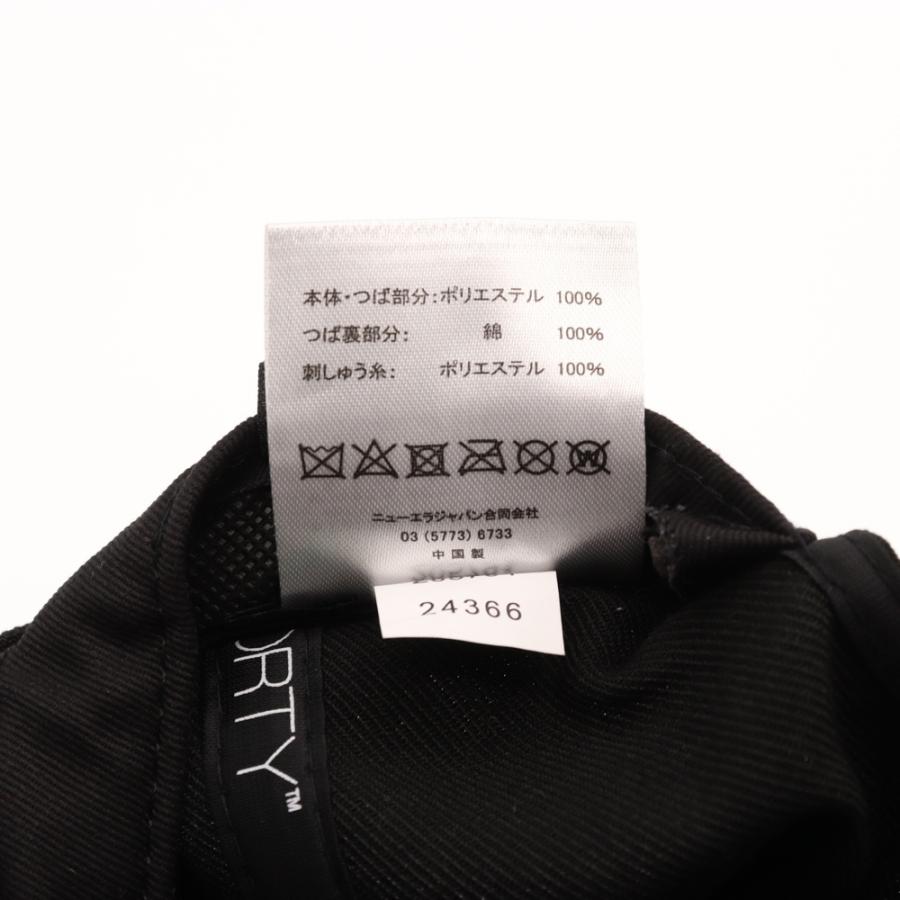 本体・つば部分:ポリエステル 100%
つば裏部分: 綿 100%
刺しゅう糸: ポリエステル 100%
ニューエラジャパン合同会社
03 (5773) 6733
中国製
24366
ORTY™